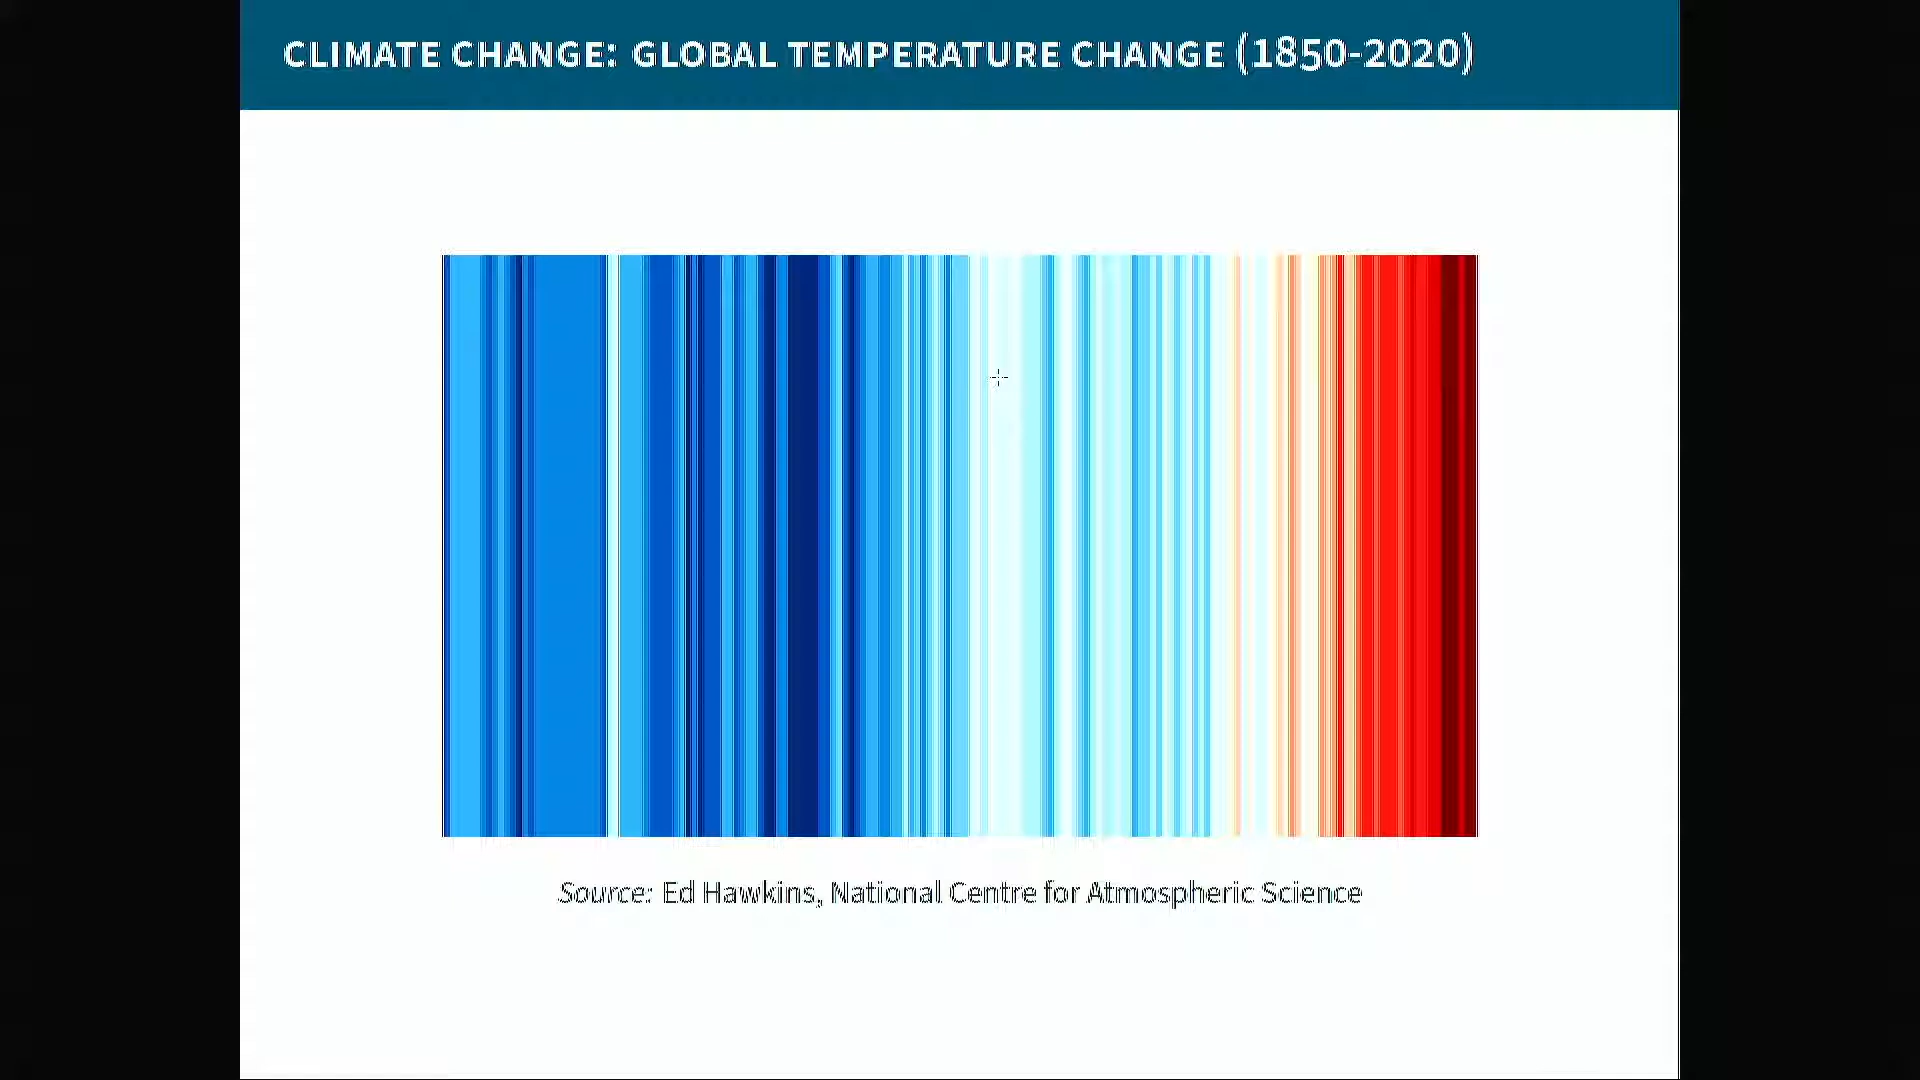 CLIMATE CHANGE: GLOBAL TEMPERATURE CHANGE (1850-2020)
Source: Ed Hawkins, National Centre for Atmospheric Science